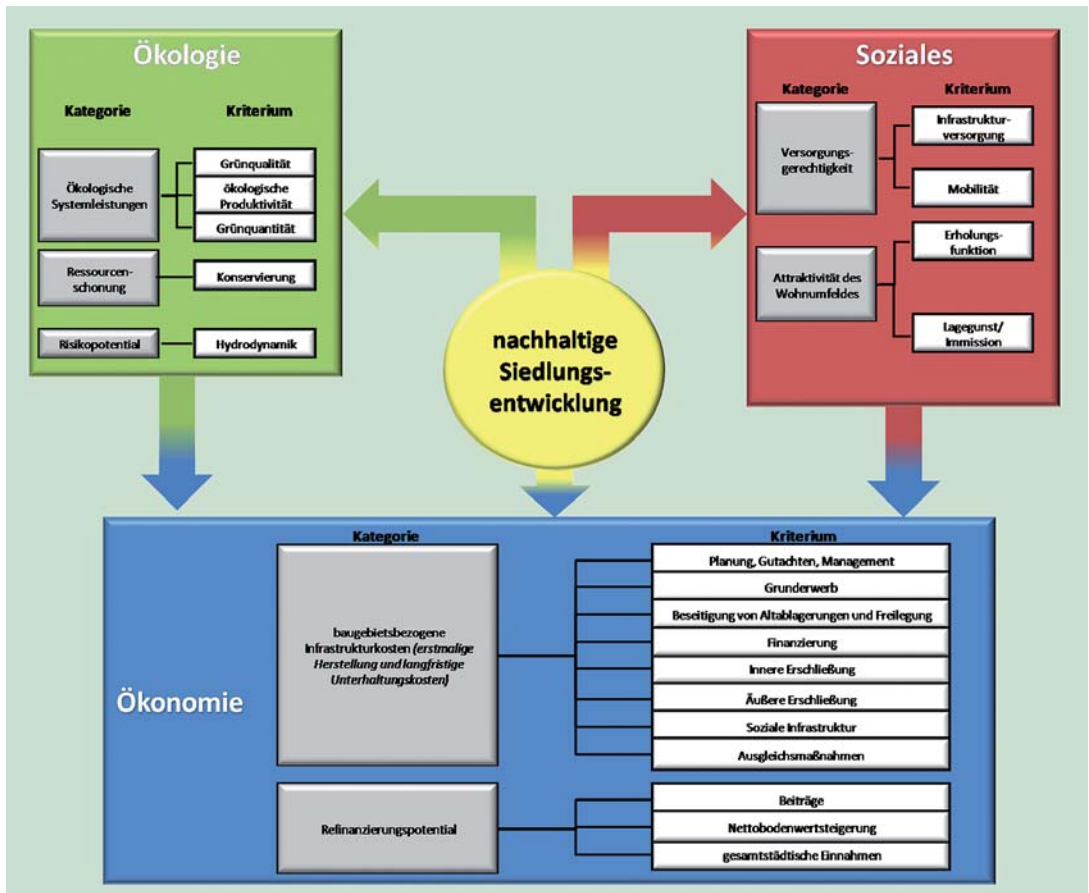 Ökologie
Kategorie
Kriterium
Ökologische
Systemleistungen
Grünqualität
ökologische
Produktivität
Grünquantität
Ressourcen-
schonung
Konservierung
Risikopotential
Hydrodynamik
Soziales
Kategorie
Kriterium
Versorgungs-
gerechtigkeit
Infrastruktur-
versorgung
Mobilität
Attraktivität des
Wohnumfeldes
Erholungs-
funktion
Lagegunst/
Immission
nachhaltige
Siedlungs-
entwicklung
Ökonomie
Kategorie
Kriterium
baugebietsbezogene
Infrastrukturkosten (erstmalige
Herstellung und langfristige
Unterhaltungskosten)
Planung, Gutachten, Management
Grunderwerb
Beseitigung von Altablagerungen und Freilegung
Finanzierung
Innere Erschließung
Äußere Erschließung
Soziale Infrastruktur
Ausgleichsmaßnahmen
Refinanzierungspotential
Beiträge
Nettobodenwertsteigerung
gesamtstädtische Einnahmen